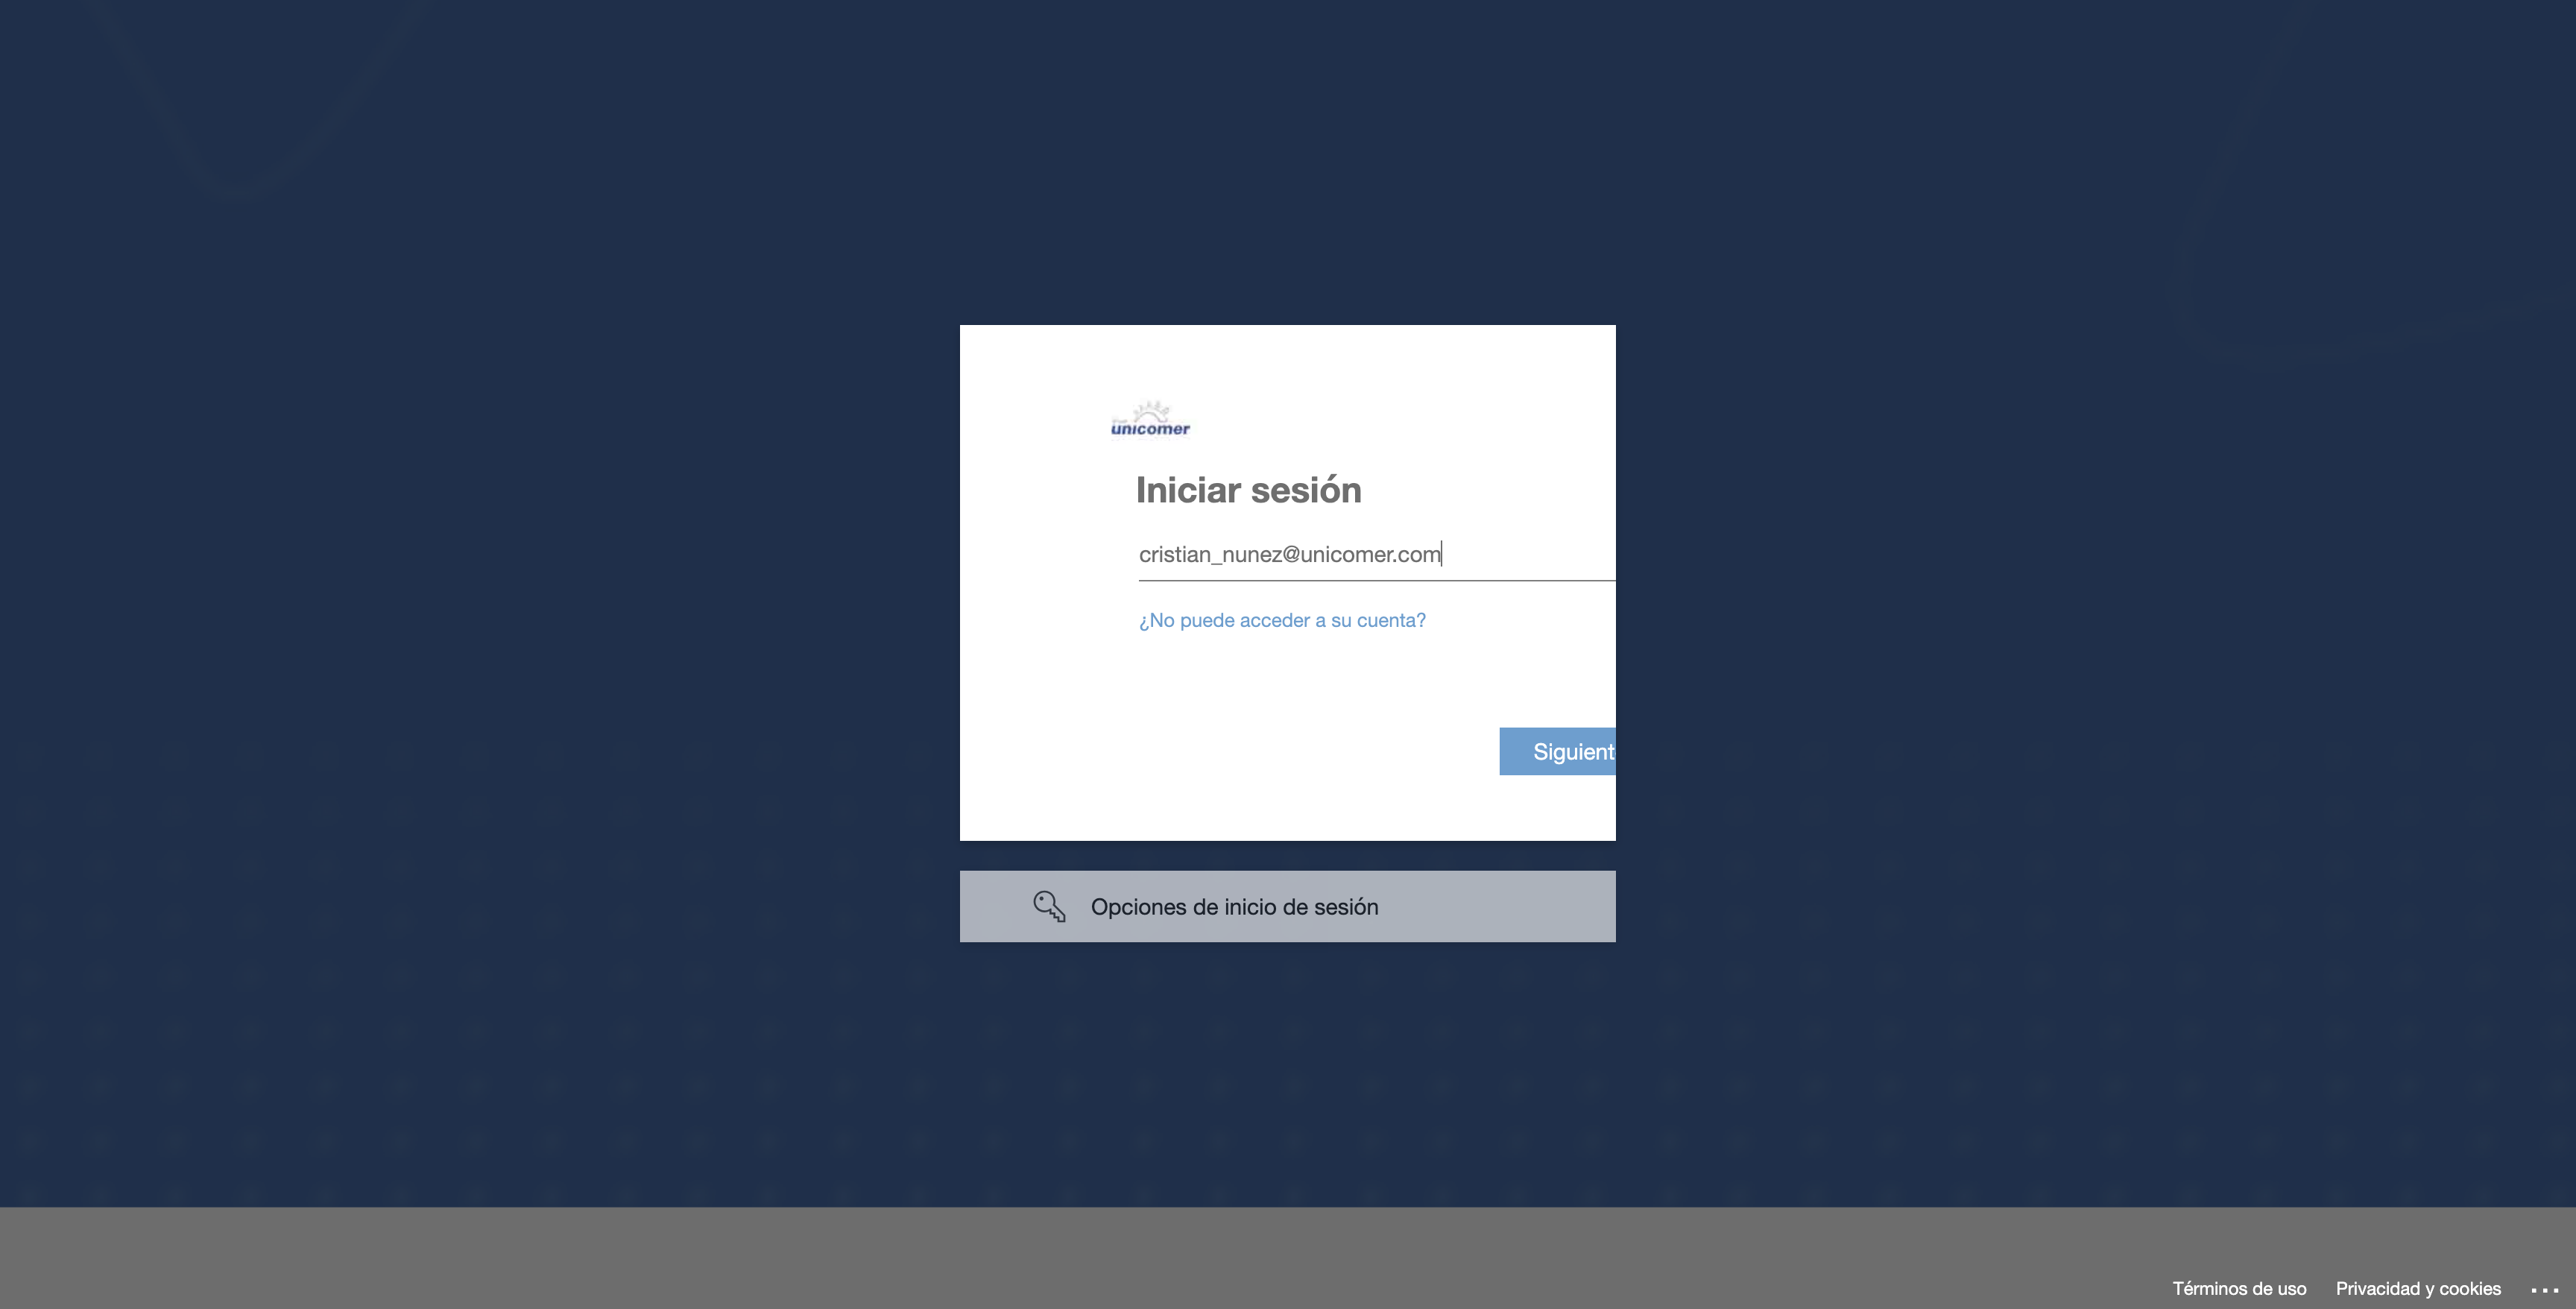 unicomer
Iniciar sesión
cristian_nunez@unicomer.com
¿No puede acceder a su cuenta?
Siguient
Opciones de inicio de sesión
Términos de uso Privacidad y cookies ...